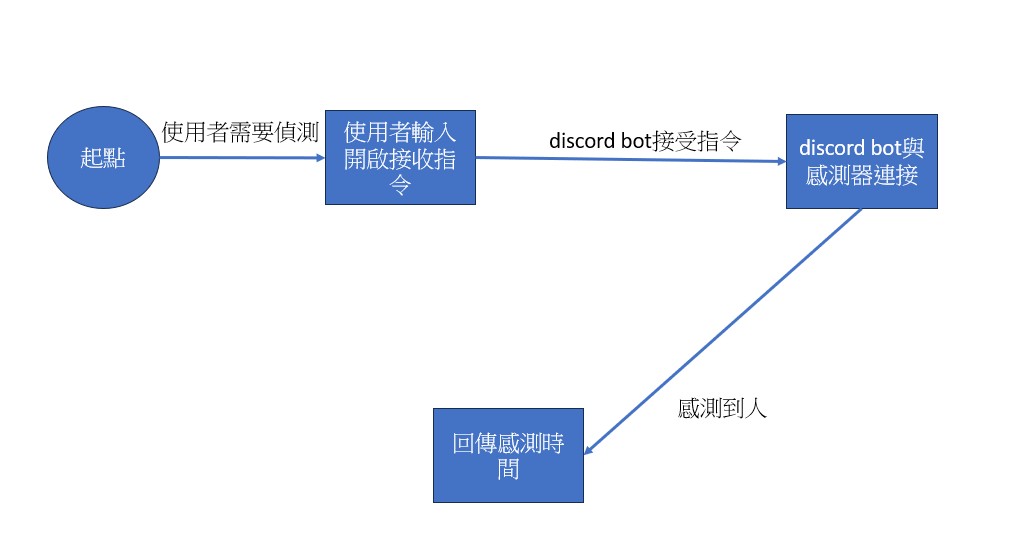 起點
使用者需要偵測
使用者輸入
開啟接收指
令
discord bot接受指令
discord bot與
感測器連接
感測到人
回傳感測時
間